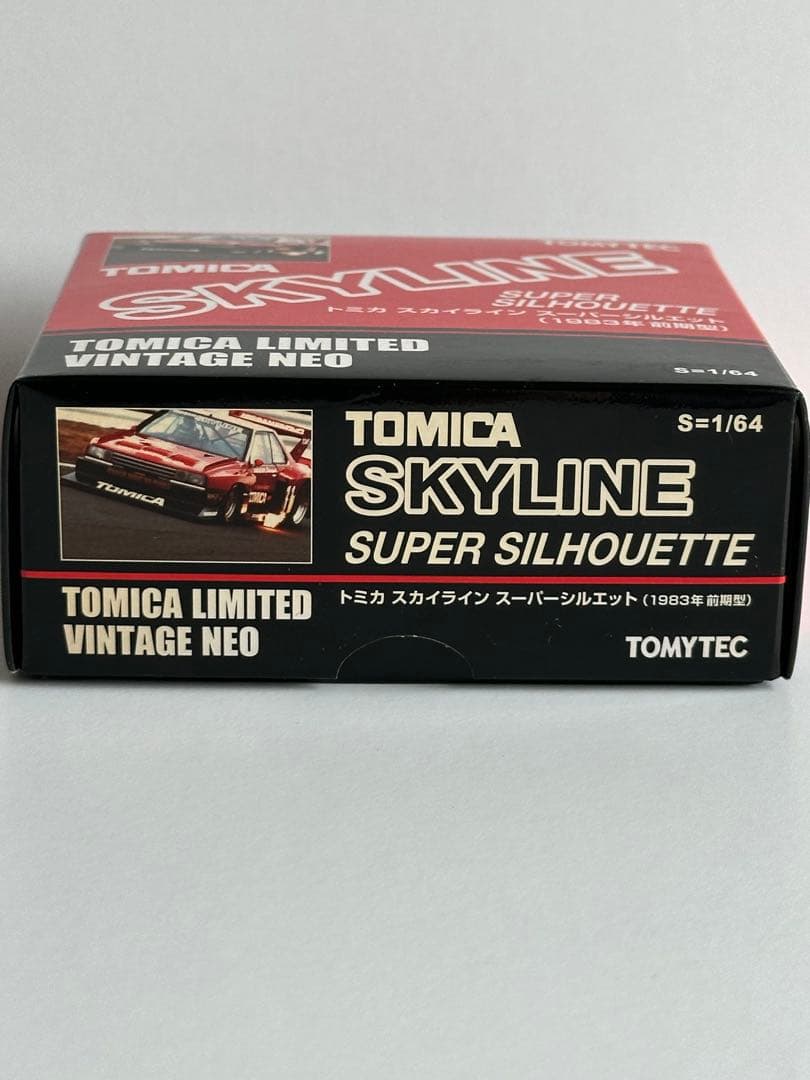 TOMYTEC
TOMICA
SKYLINE
SUPER
SILHOUETTE
トミカ スカイライン スーパーシルエット
(1983年 前期型)
TOMICA LIMITED
VINTAGE NEO
S=1/64
TOMICA
S=1/64
SKYLINE
SUPER SILHOUETTE
トミカ スカイライン スーパーシルエット (1983年 前期型)
TOMICA LIMITED
VINTAGE NEO
TOMYTEC
TOMICA
TOMICA
11